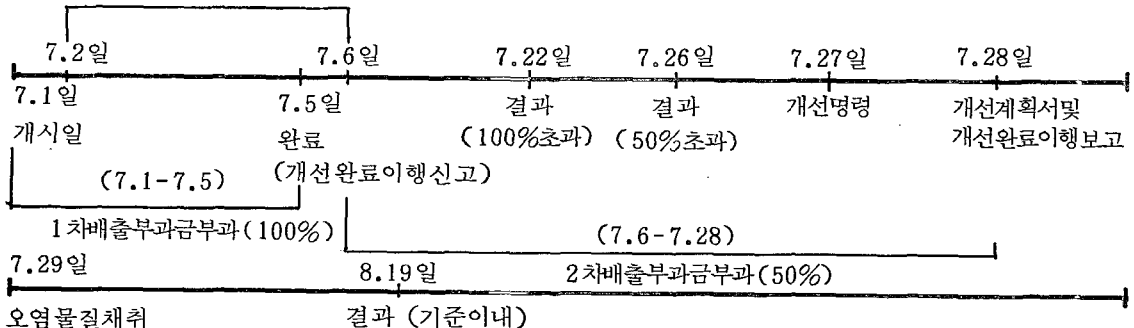 7.2일 7.6일 7.22일 7.26일 7.27일 7.28일
7.1일 7.5일 결과 결과 개선명령 개선계획서및
개시일 완료 (100%초과) (50%초과) 개선완료이행보고
(개선완료이행신고)
(7.1-7.5)
1차배출부과금부과(100%)
(7.6-7.28)
2차배출부과금부과(50%)
7.29일 8.19일
오염물질채취 결과 (기준이내)